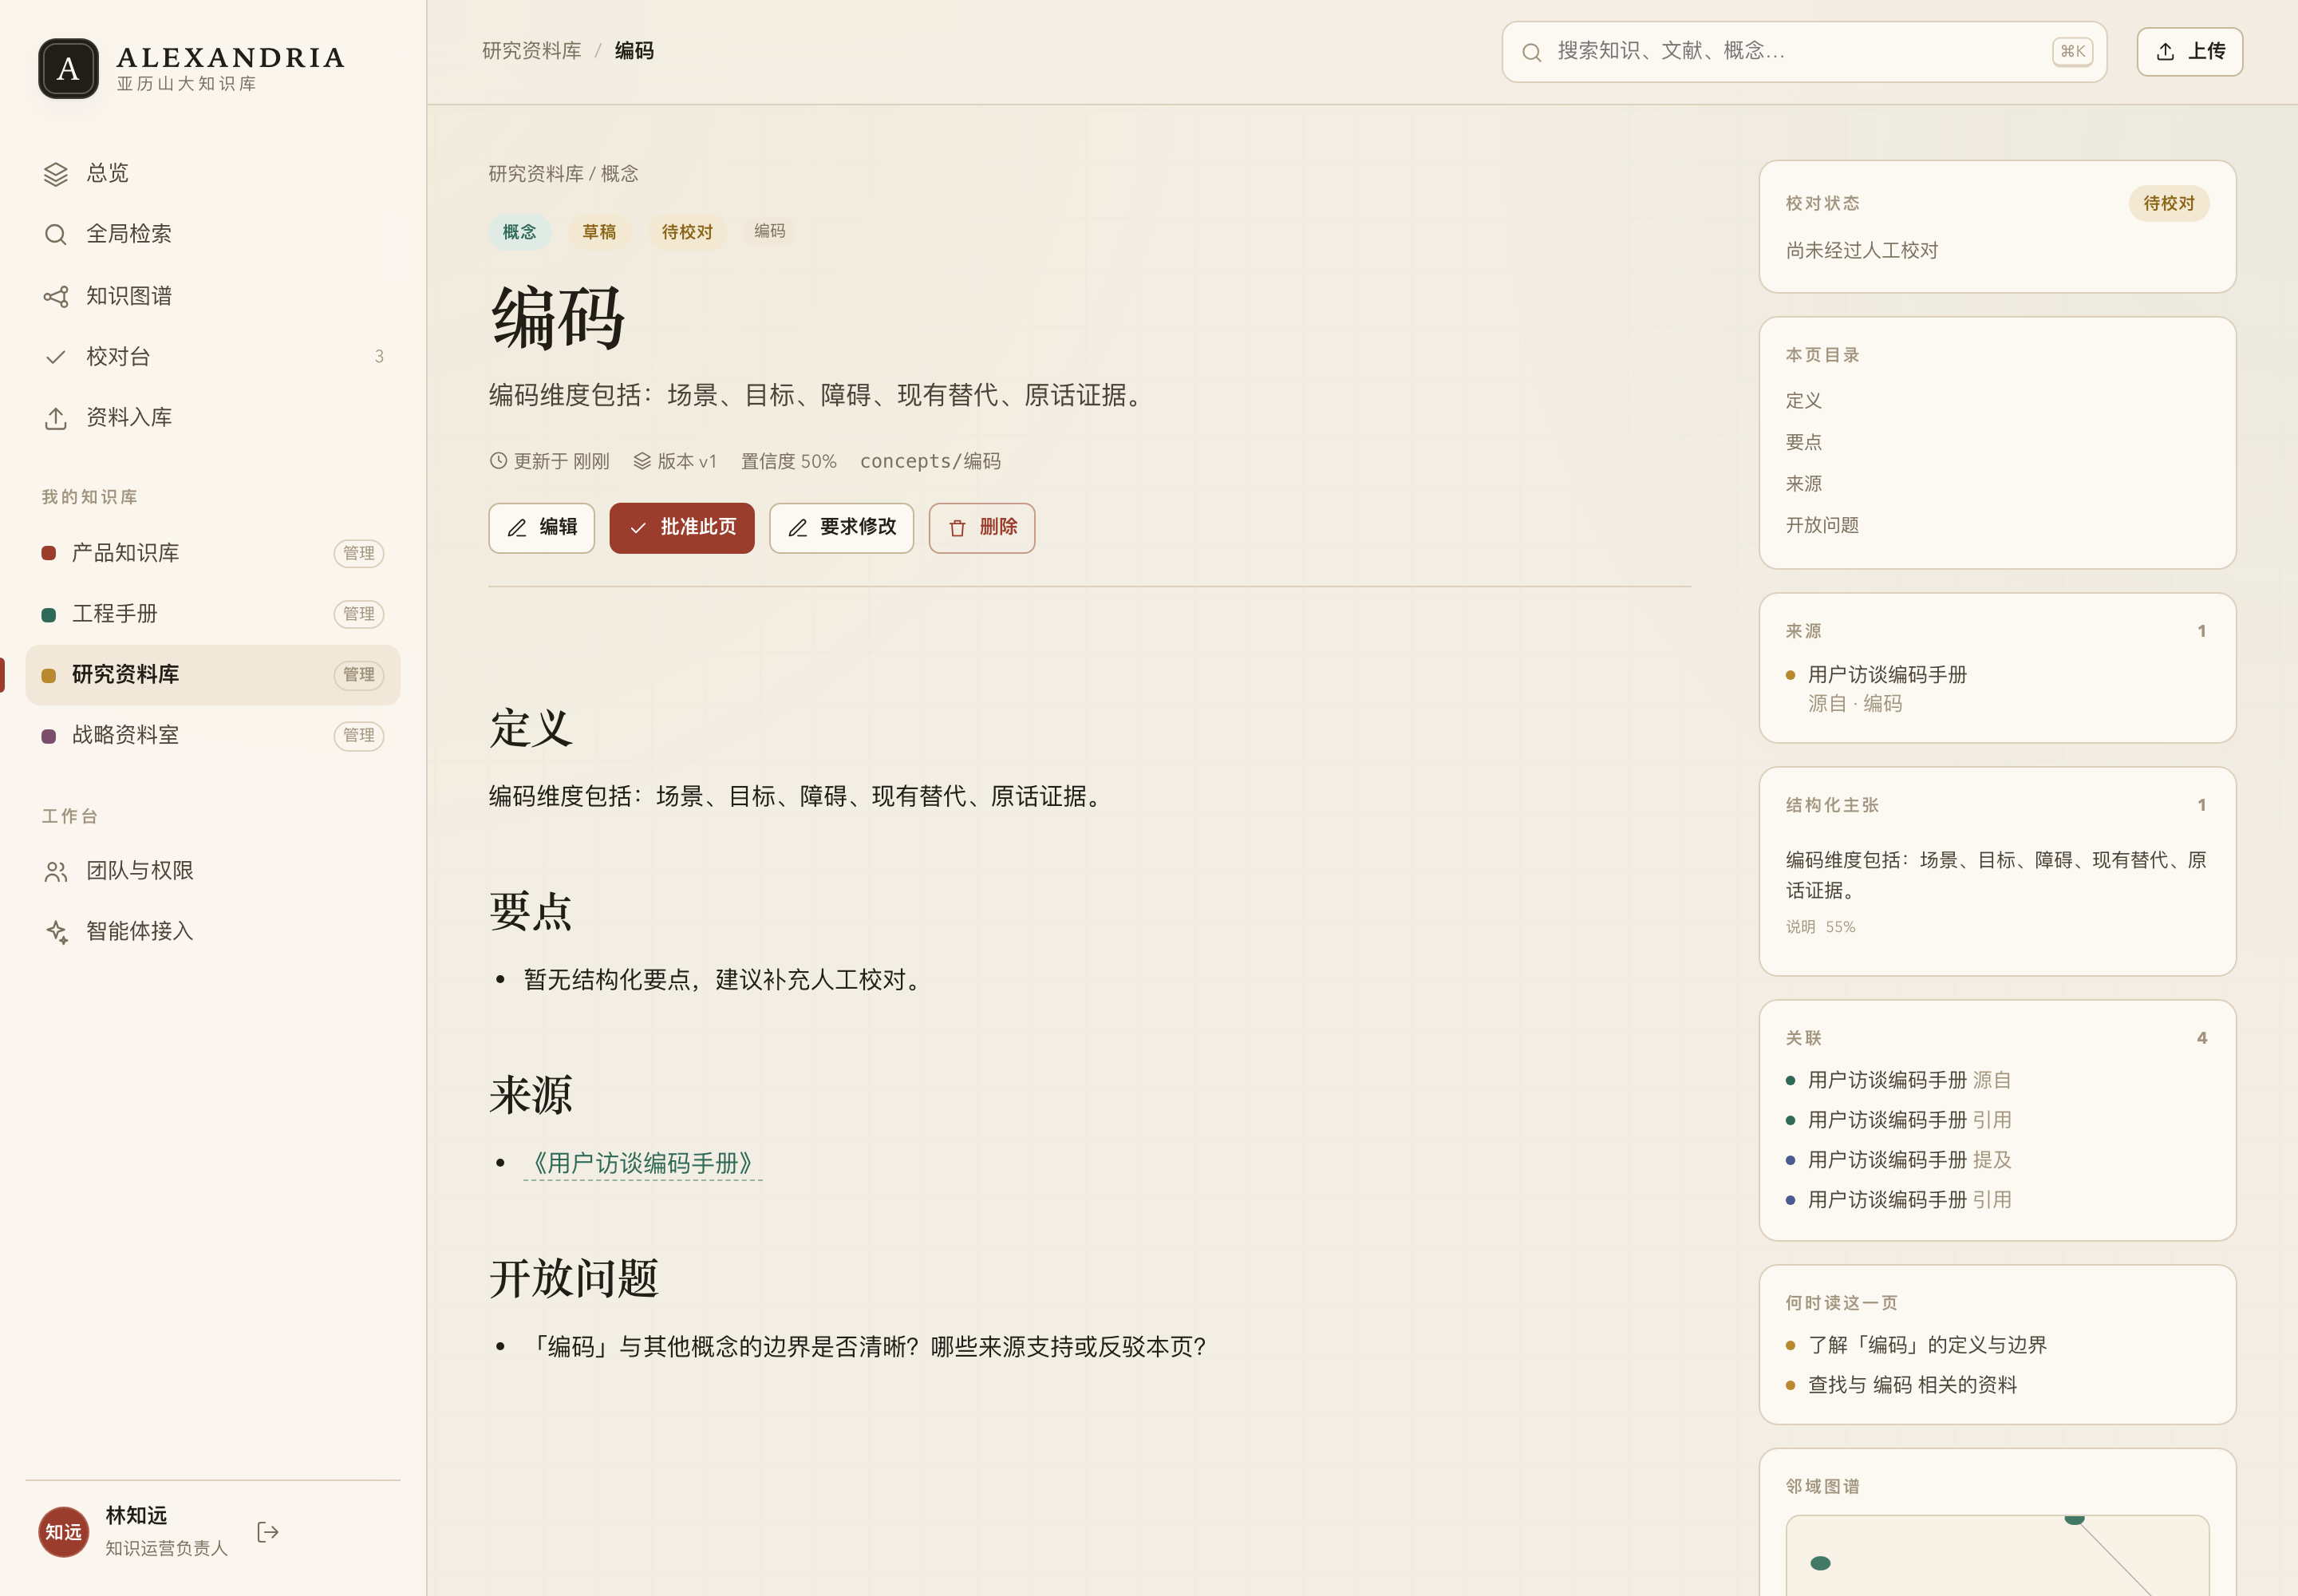 A
ALEXANDRIA
亚历山大知识库
总览
全局检索
知识图谱
校对台 3
资料入库
我的知识库
产品知识库 管理
工程手册 管理
研究资料库 管理
战略资料室 管理
工作台
团队与权限
智能体接入
知远
林知远
知识运营负责人
研究资料库 / 编码
搜索知识、文献、概念… ⌘K
上传
研究资料库 / 概念
概念 草稿 待校对 编码
编码
编码维度包括：场景、目标、障碍、现有替代、原话证据。
更新于 刚刚 版本 v1 置信度 50% concepts/编码
编辑 批准此页 要求修改 删除
定义
编码维度包括：场景、目标、障碍、现有替代、原话证据。
要点
• 暂无结构化要点，建议补充人工校对。
来源
• 《用户访谈编码手册》
开放问题
• 「编码」与其他概念的边界是否清晰？哪些来源支持或反驳本页？
校对状态 待校对
尚未经过人工校对
本页目录
定义
要点
来源
开放问题
来源 1
用户访谈编码手册
源自 · 编码
结构化主张 1
编码维度包括：场景、目标、障碍、现有替代、原
话证据。
说明 55%
关联 4
用户访谈编码手册 源自
用户访谈编码手册 引用
用户访谈编码手册 提及
用户访谈编码手册 引用
何时读这一页
了解「编码」的定义与边界
查找与 编码 相关的资料
邻域图谱